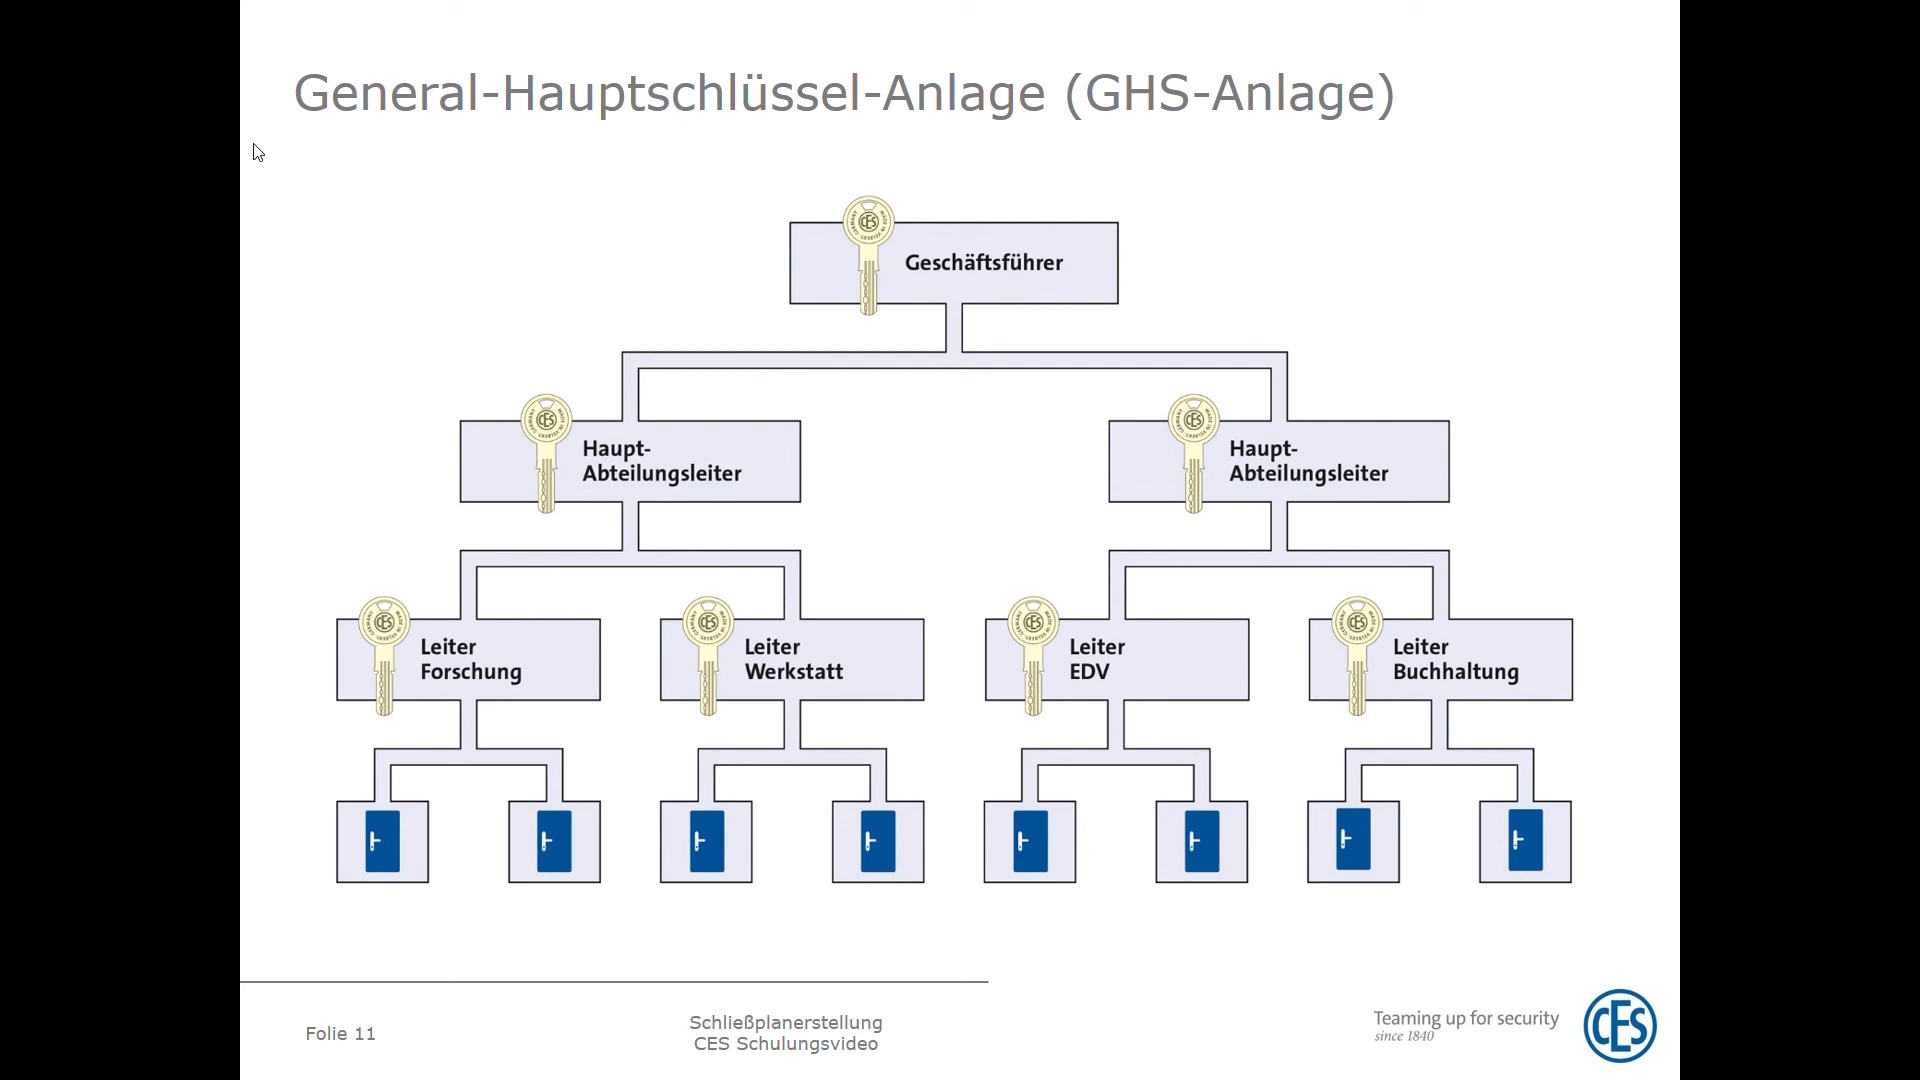 General-Hauptschlüssel-Anlage (GHS-Anlage)
Geschäftsführer
Haupt-
Abteilungsleiter
Haupt-
Abteilungsleiter
Leiter
Forschung
Leiter
Werkstatt
Leiter
EDV
Leiter
Buchhaltung
Folie 11
Schließplanerstellung
CES Schulungsvideo
Teaming up for security
since 1840
CES